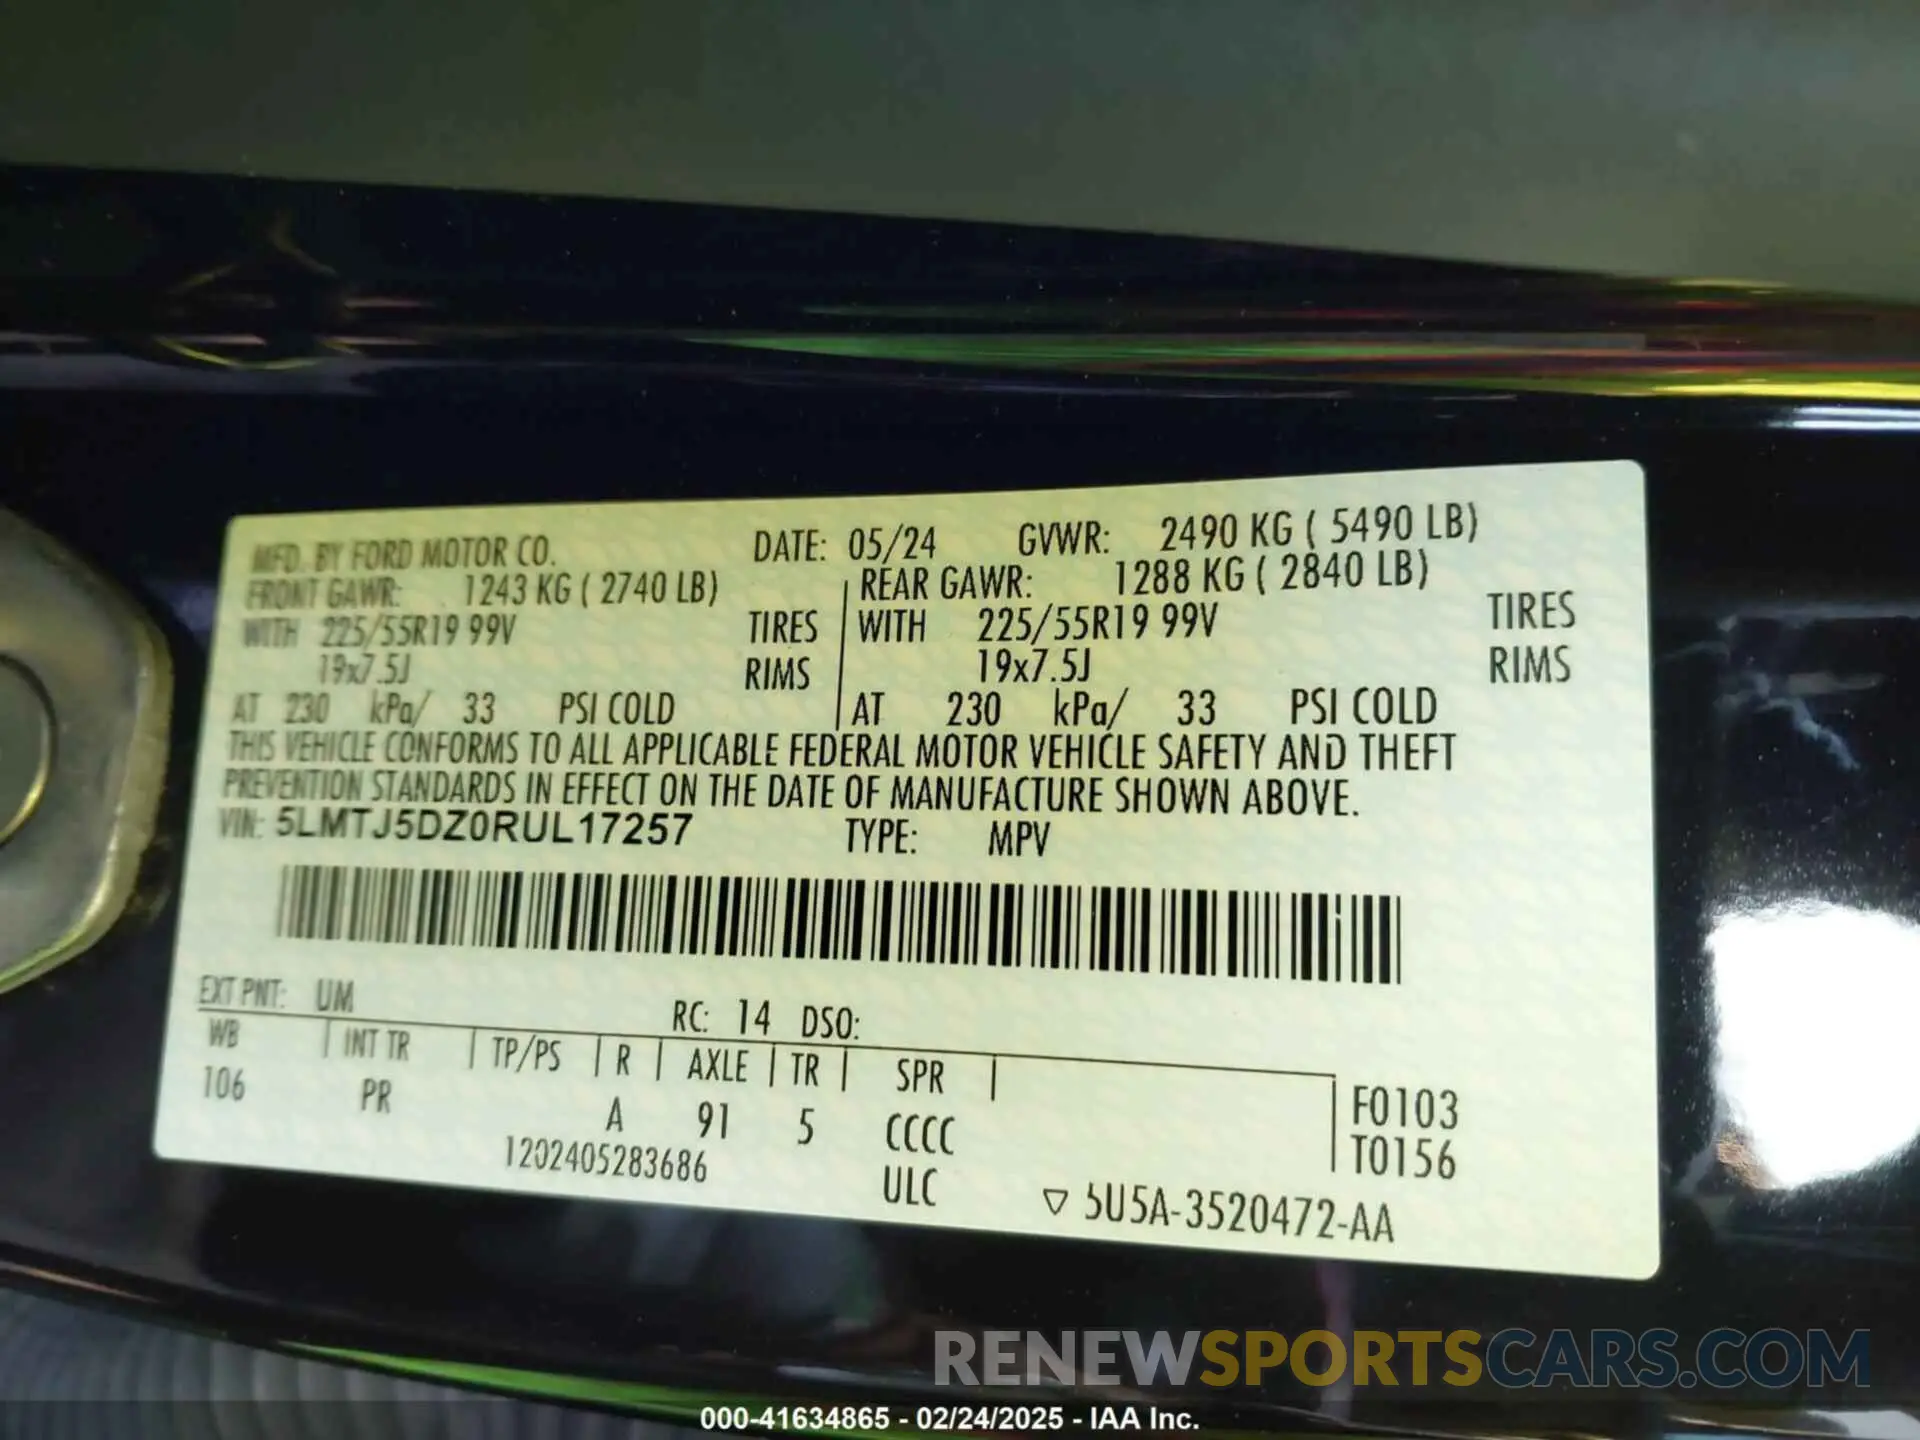 MFD. BY FORD MOTOR CO. DATE: 05/24 GVWR: 2490 KG ( 5490 LB)
FRONT GAWR: 1243 KG ( 2740 LB) REAR GAWR: 1288 KG ( 2840 LB)
WITH 225/55R19 99V TIRES WITH 225/55R19 99V TIRES
19x7.5J RIMS 19x7.5J RIMS
AT 230 kPa/ 33 PSI COLD AT 230 kPa/ 33 PSI COLD
THIS VEHICLE CONFORMS TO ALL APPLICABLE FEDERAL MOTOR VEHICLE SAFETY AND THEFT
PREVENTION STANDARDS IN EFFECT ON THE DATE OF MANUFACTURE SHOWN ABOVE.
VIN: 5LMTJ5DZ0RUL17257 TYPE: MPV
EXT PNT: UM RC: 14 DSO:
WB INT TR TP/PS R AXLE TR SPR
106 PR A 91 5 CCCC F0103
1202405283686 ULC T0156
▽ 5U5A-3520472-AA
RENEWSPORTSCARS.COM
000-41634865 - 02/24/2025 - IAA Inc.